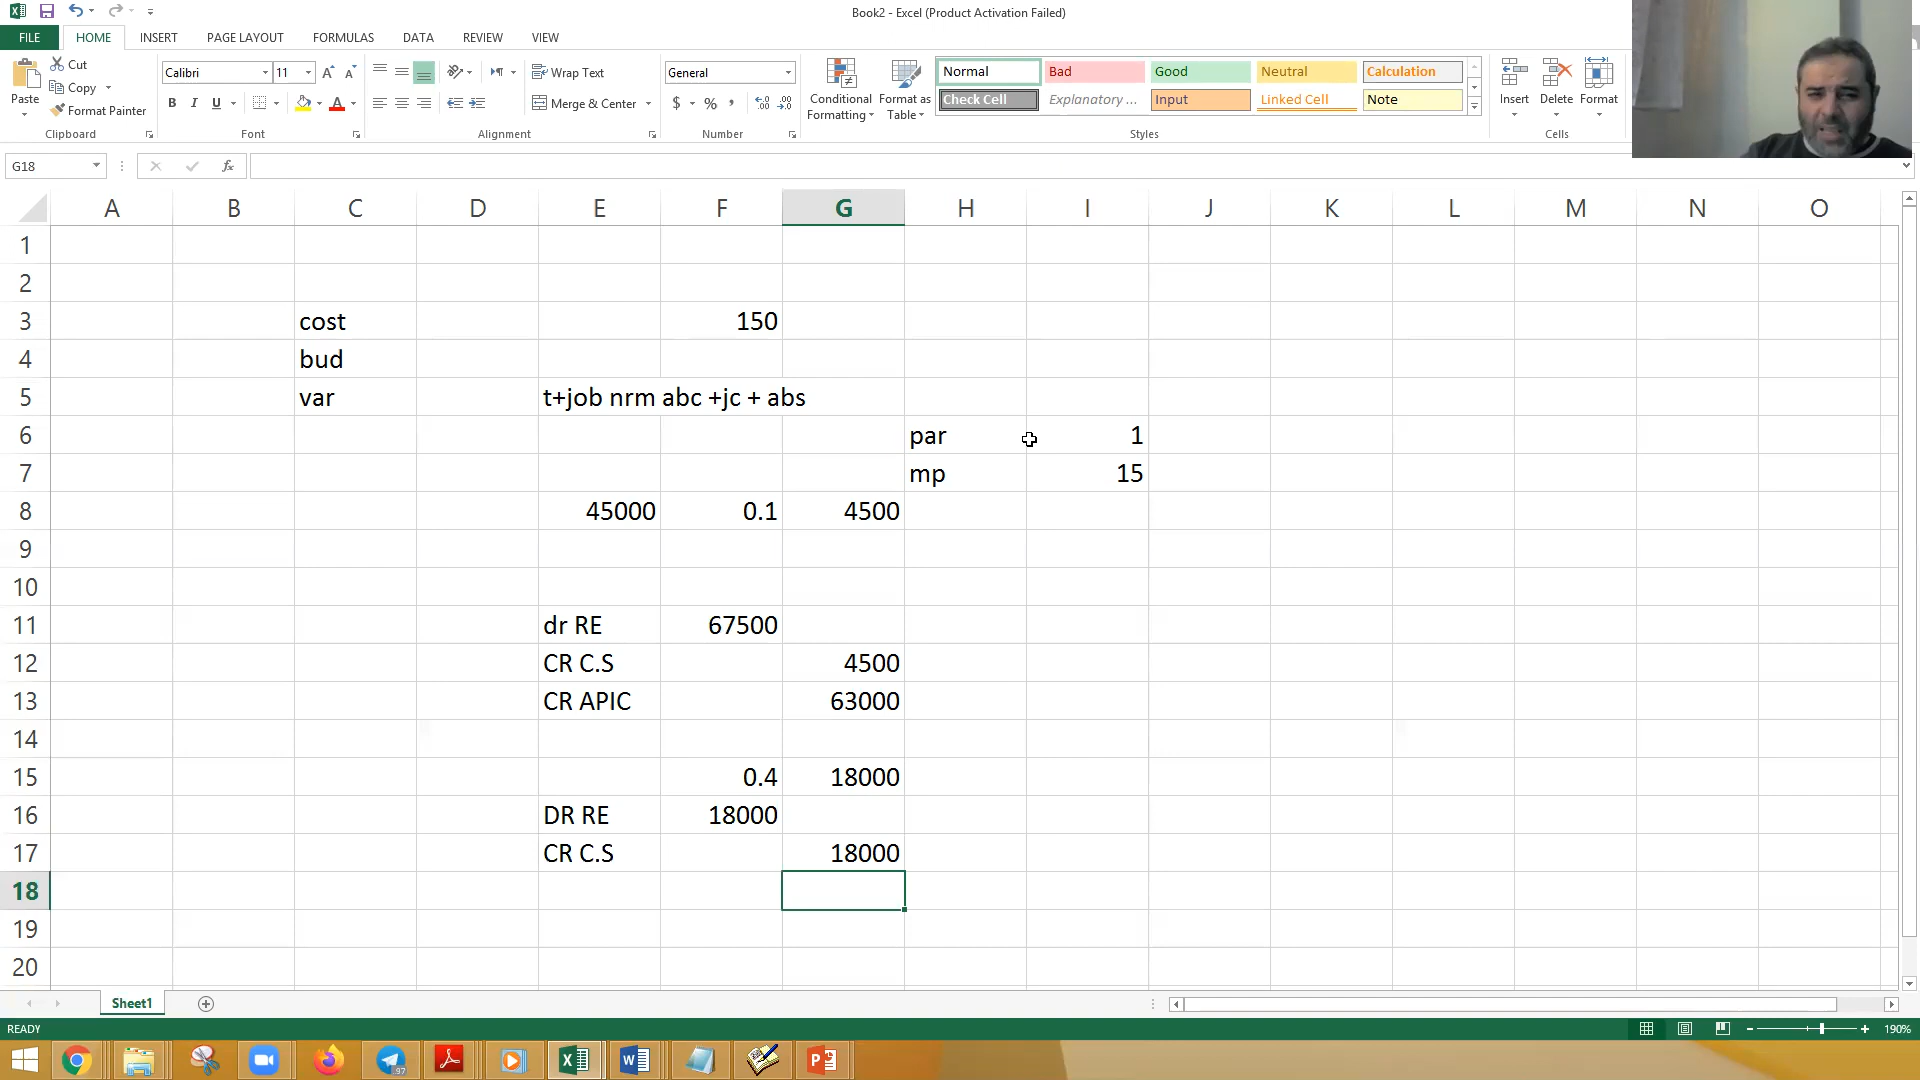 Book2 - Excel (Product Activation Failed)
FILE HOME INSERT PAGE LAYOUT FORMULAS DATA REVIEW VIEW
Paste
Cut
Copy
Format Painter
Clipboard
Calibri 11
B I U
Font
Wrap Text
Merge & Center
Alignment
General
$ % ,
Number
Conditional Formatting
Format as Table
Normal Bad Good Neutral Calculation
Check Cell Explanatory ... Input Linked Cell Note
Styles
Insert Delete Format
Cells
G18 fx
A B C D E F G H I J K L M N O
1
2
3 cost 150
4 bud
5 var t+job nrm abc +jc + abs
6 par 1
7 mp 15
8 45000 0.1 4500
9
10
11 dr RE 67500
12 CR C.S 4500
13 CR APIC 63000
14
15 0.4 18000
16 DR RE 18000
17 CR C.S 18000
18
19
20
Sheet1
READY 190%
97